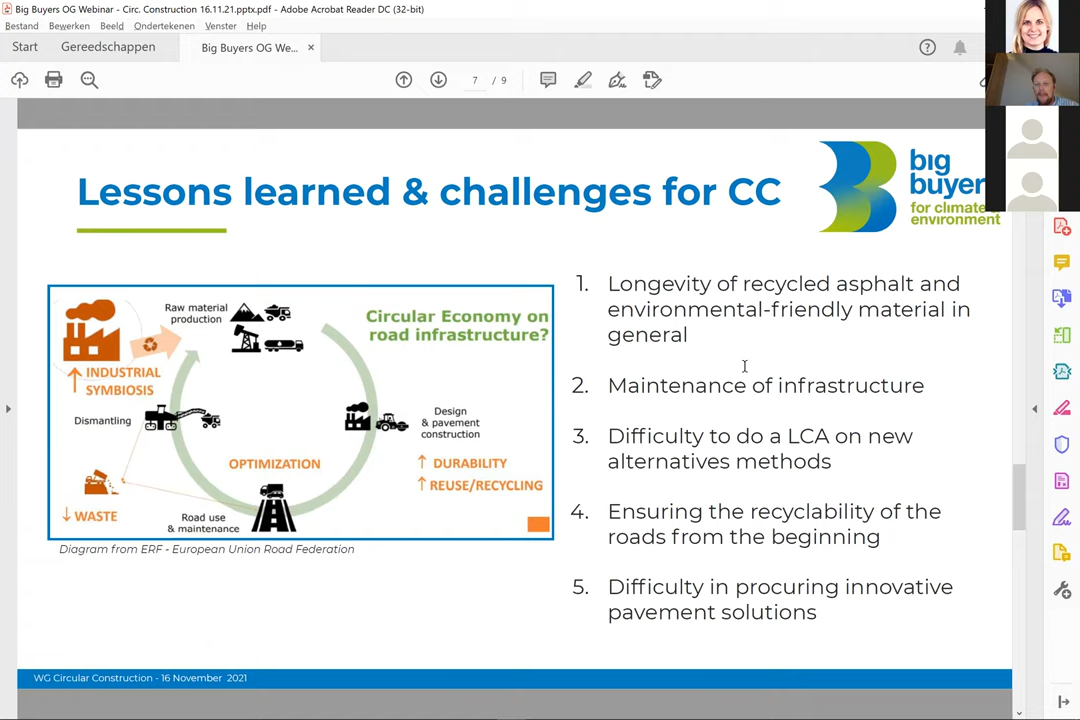 Big Buyers OG Webinar - Circ. Construction 16.11.21.pptx.pdf - Adobe Acrobat Reader DC (32-bit)
Bestand Bewerken Beeld Ondertekenen Venster Help
Start Gereedschappen Big Buyers OG We... ×
7 / 9
Lessons learned & challenges for CC
big
buyer
for climate &
environment
Raw material
production
Circular Economy on
road infrastructure?
INDUSTRIAL
SYMBIOSIS
Dismantling
Design
& pavement
construction
OPTIMIZATION
↑ DURABILITY
↑ REUSE/RECYCLING
↓ WASTE
Road use
& maintenance
Diagram from ERF - European Union Road Federation
1. Longevity of recycled asphalt and
environmental-friendly material in
general
2. Maintenance of infrastructure
3. Difficulty to do a LCA on new
alternatives methods
4. Ensuring the recyclability of the
roads from the beginning
5. Difficulty in procuring innovative
pavement solutions
WG Circular Construction - 16 November 2021